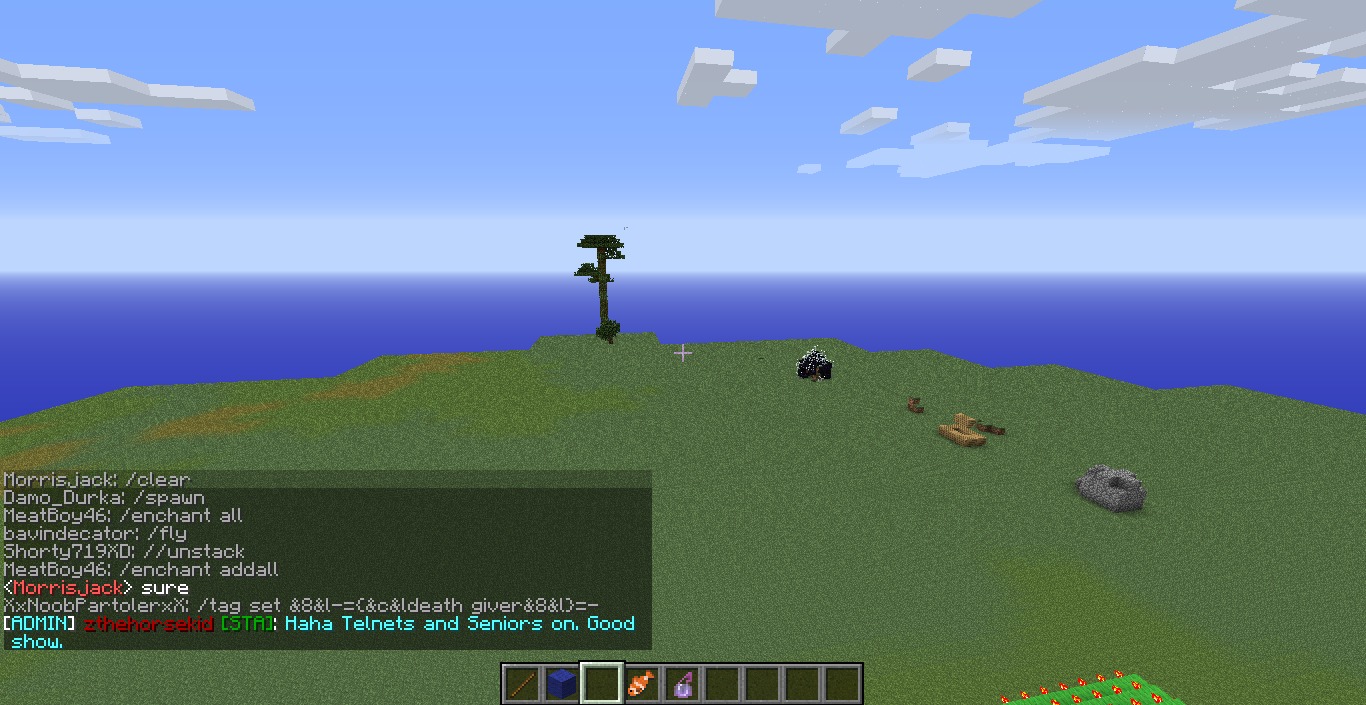 Morrisjack: /clear
Damo_Durka: /spawn
MeatBoy46: /enchant all
bavindecator: /fly
Shorty719XD: //unstack
MeatBoy46: /enchant addall
<Morrisjack> sure
XxNoobPartolerxX: /tag set &8&l-={&c&ldeath giver&8&l}=-
[ADMIN] zthehorsekid [STA]: Haha Telnets and Seniors on. Good
show.